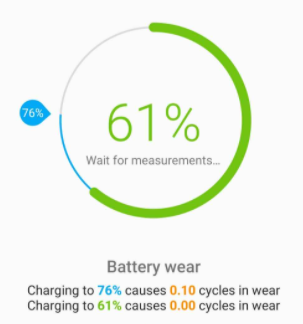 76%
61%
Wait for measurements...
Battery wear
Charging to 76% causes 0.10 cycles in wear
Charging to 61% causes 0.00 cycles in wear